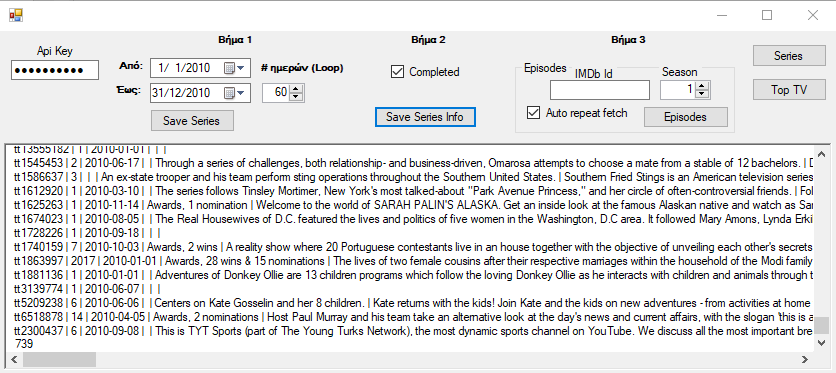 Βήμα 1
Βήμα 2
Βήμα 3
Api Key
●●●●●●●●●●
Από:
1/ 1/2010
# ημερών (Loop)
Έως:
31/12/2010
60
Save Series
Completed
Save Series Info
Episodes
IMDb Id
Season
1
Auto repeat fetch
Episodes
Series
Top TV
tt13555182 | 1 | 2010-01-01 | | |
tt1545453 | 2 | 2010-06-17 | | Through a series of challenges, both relationship- and business-driven, Omarosa attempts to choose a mate from a stable of 12 bachelors. | D
tt1586637 | 3 | | | An ex-state trooper and his team perform sting operations throughout the Southern United States. | Southern Fried Stings is an American television series
tt1612920 | 1 | 2010-03-10 | | The series follows Tinsley Mortimer, New York's most talked-about "Park Avenue Princess," and her circle of often-controversial friends. | Fol
tt1625263 | 1 | 2010-11-14 | Awards, 1 nomination | Welcome to the world of SARAH PALIN'S ALASKA. Get an inside look at the famous Alaskan native and watch as Sar
tt1674023 | 1 | 2010-08-05 | | The Real Housewives of D.C. featured the lives and politics of five women in the Washington, D.C area. It followed Mary Amons, Lynda Erki
tt1728226 | 1 | 2010-09-18 | | |
tt1740159 | 7 | 2010-10-03 | Awards, 2 wins | A reality show where 20 Portuguese contestants live in an house together with the objective of unveiling each other's secrets
tt1863997 | 2017 | 2010-01-01 | Awards, 28 wins & 15 nominations | The lives of two female cousins after their respective marriages within the household of the Modi family
tt1881136 | 1 | 2010-01-01 | | Adventures of Donkey Ollie are 13 children programs which follow the loving Donkey Ollie as he interacts with children and animals through t
tt3139774 | 1 | 2010-06-07 | | |
tt5209238 | 6 | 2010-06-06 | | Centers on Kate Gosselin and her 8 children. | Kate returns with the kids! Join Kate and the kids on new adventures - from activities at home
tt6518878 | 14 | 2010-04-05 | Awards, 2 nominations | Host Paul Murray and his team take an alternative look at the day's news and current affairs, with the slogan 'this is a
tt2300437 | 6 | 2010-09-08 | | This is TYT Sports (part of The Young Turks Network), the most dynamic sports channel on YouTube. We discuss all the most important bre
739